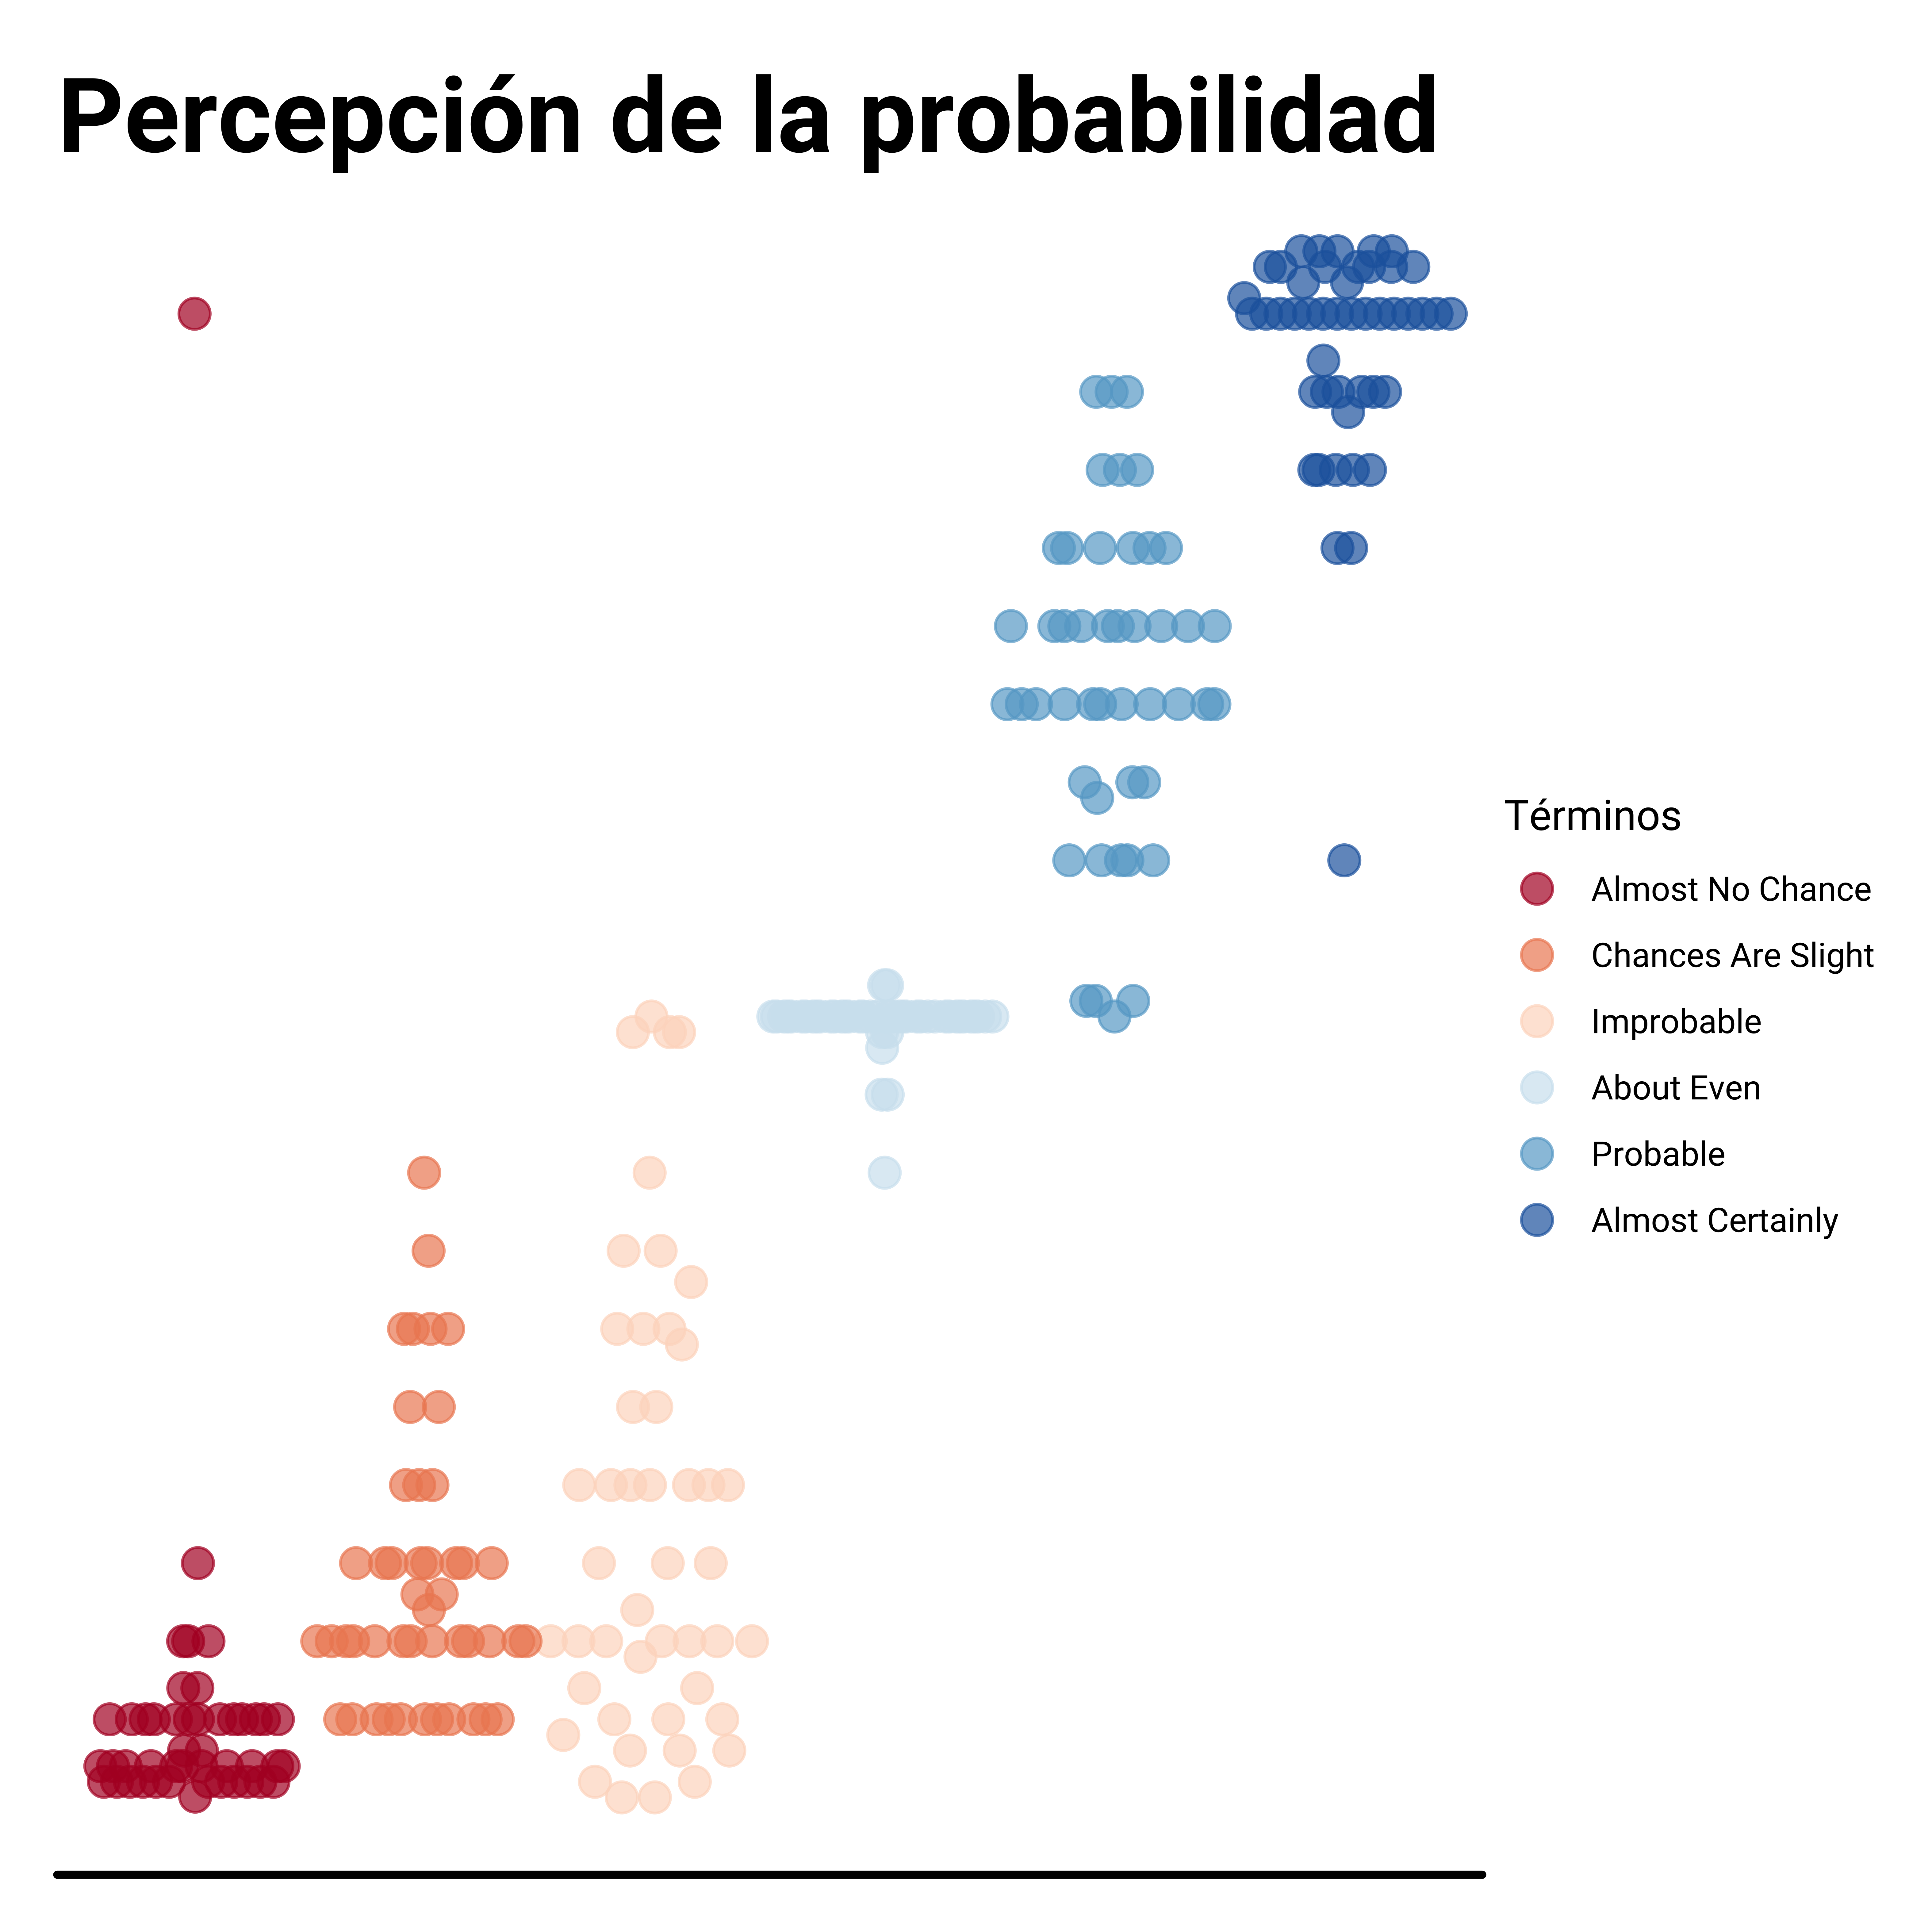 Percepción de la probabilidad
Términos
Almost No Chance
Chances Are Slight
Improbable
About Even
Probable
Almost Certainly